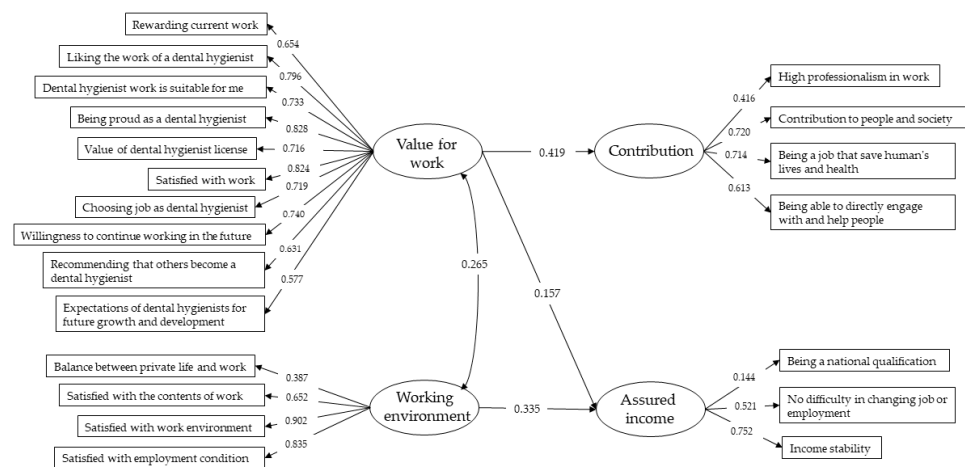 Rewarding current work
0.654
Liking the work of a dental hygienist
0.796
Dental hygienist work is suitable for me
0.733
Being proud as a dental hygienist
0.828
Value of dental hygienist license
0.716
Satisfied with work
0.824
Choosing job as dental hygienist
0.719
Willingness to continue working in the future
0.740
Recommending that others become a
dental hygienist
0.631
Expectations of dental hygienists for
future growth and development
0.577
Value for
work
0.419
Contribution
High professionalism in work
0.416
Contribution to people and society
0.720
Being a job that save human's
lives and health
0.714
Being able to directly engage
with and help people
0.613
0.265
0.157
Balance between private life and work
0.387
Satisfied with the contents of work
0.652
Satisfied with work environment
0.902
Satisfied with employment condition
0.835
Working
environment
0.335
Assured
income
Being a national qualification
0.144
No difficulty in changing job or
employment
0.521
Income stability
0.752